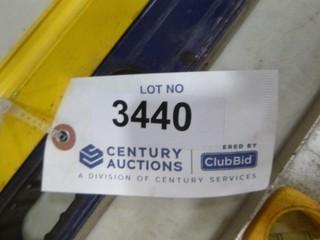 LOT NO
3440
CENTURY AUCTIONS
ERED BY
ClubBid
A DIVISION OF CENTURY SERVICES